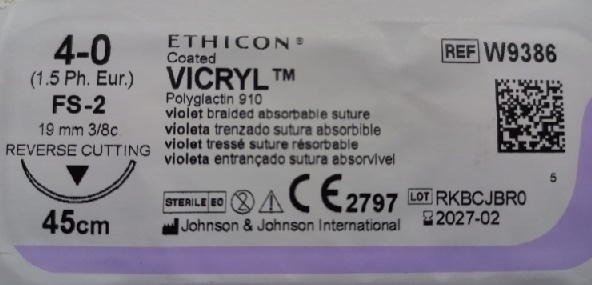 4-0
(1.5 Ph. Eur.)
FS-2
19 mm 3/8c
REVERSE CUTTING
45cm
ETHICON®
Coated
VICRYL™
Polyglactin 910
violet braided absorbable suture
violeta trenzado sutura absorbible
violet tressé suture résorbable
violeta entrançado sutura absorvível
STERILE EO 2 CE 2797
Johnson & Johnson International
REF W9386
5
LOT RKBCJBR0
2027-02